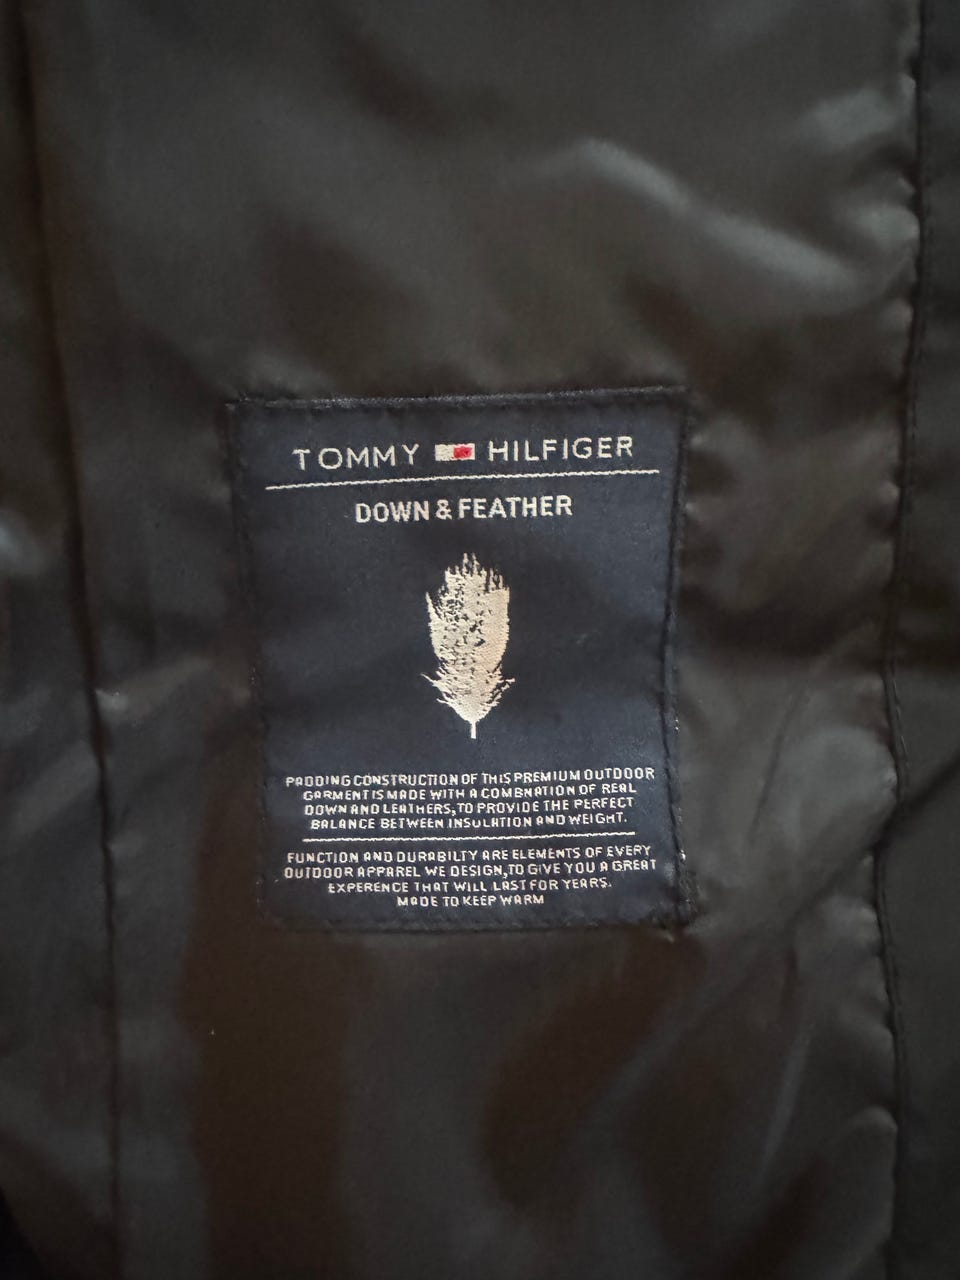 TOMMY HILFIGER
DOWN & FEATHER
PADDING CONSTRUCTION OF THIS PREMIUM OUTDOOR
GARMENT IS MADE WITH A COMBNATION OF REAL
DOWN AND LEATHERS, TO PROVIDE THE PERFECT
BALANCE BETWEEN INSULATION AND WEIGHT.
FUNCTION AND DURABILTY ARE ELEMENTS OF EVERY
OUTDOOR APPAREL WE DESIGN, TO GIVE YOU A GREAT
EXPERENCE THAT WILL LAST FOR YEARS.
MADE TO KEEP WARM